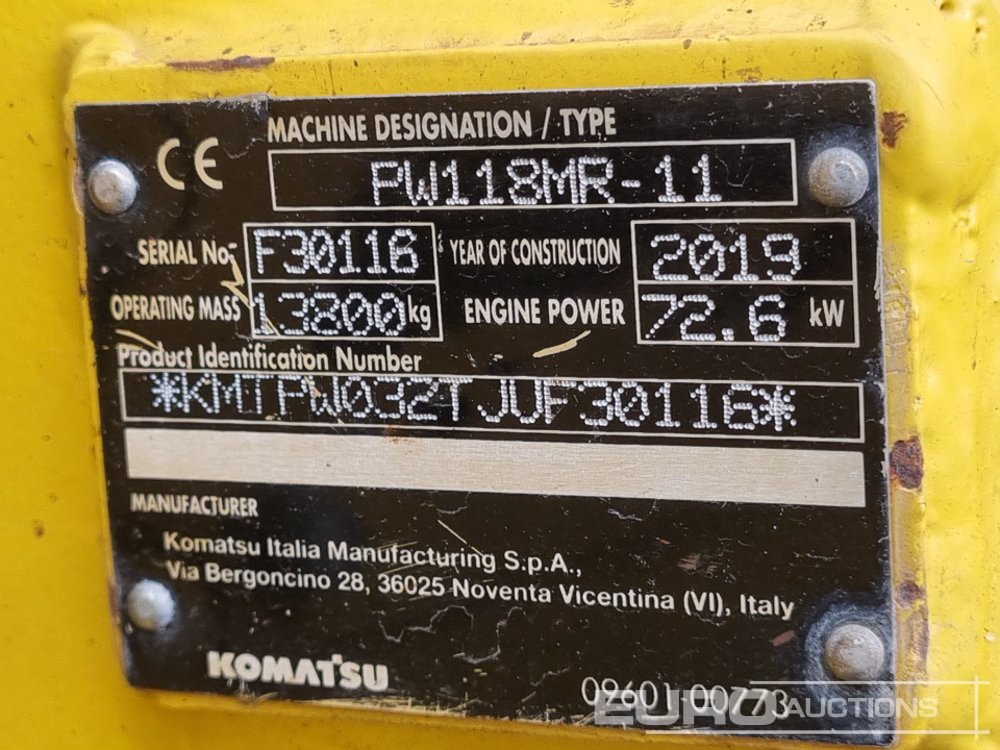 CE
MACHINE DESIGNATION / TYPE
PW118MR-11
SERIAL No. F30116 YEAR OF CONSTRUCTION 2019
OPERATING MASS 13800 kg ENGINE POWER 72.6 kW
Product Identification Number
*KMTPW032TJUF30116*
MANUFACTURER
Komatsu Italia Manufacturing S.p.A.,
Via Bergoncino 28, 36025 Noventa Vicentina (VI), Italy
KOMATSU
09601 00773
EURO AUCTIONS